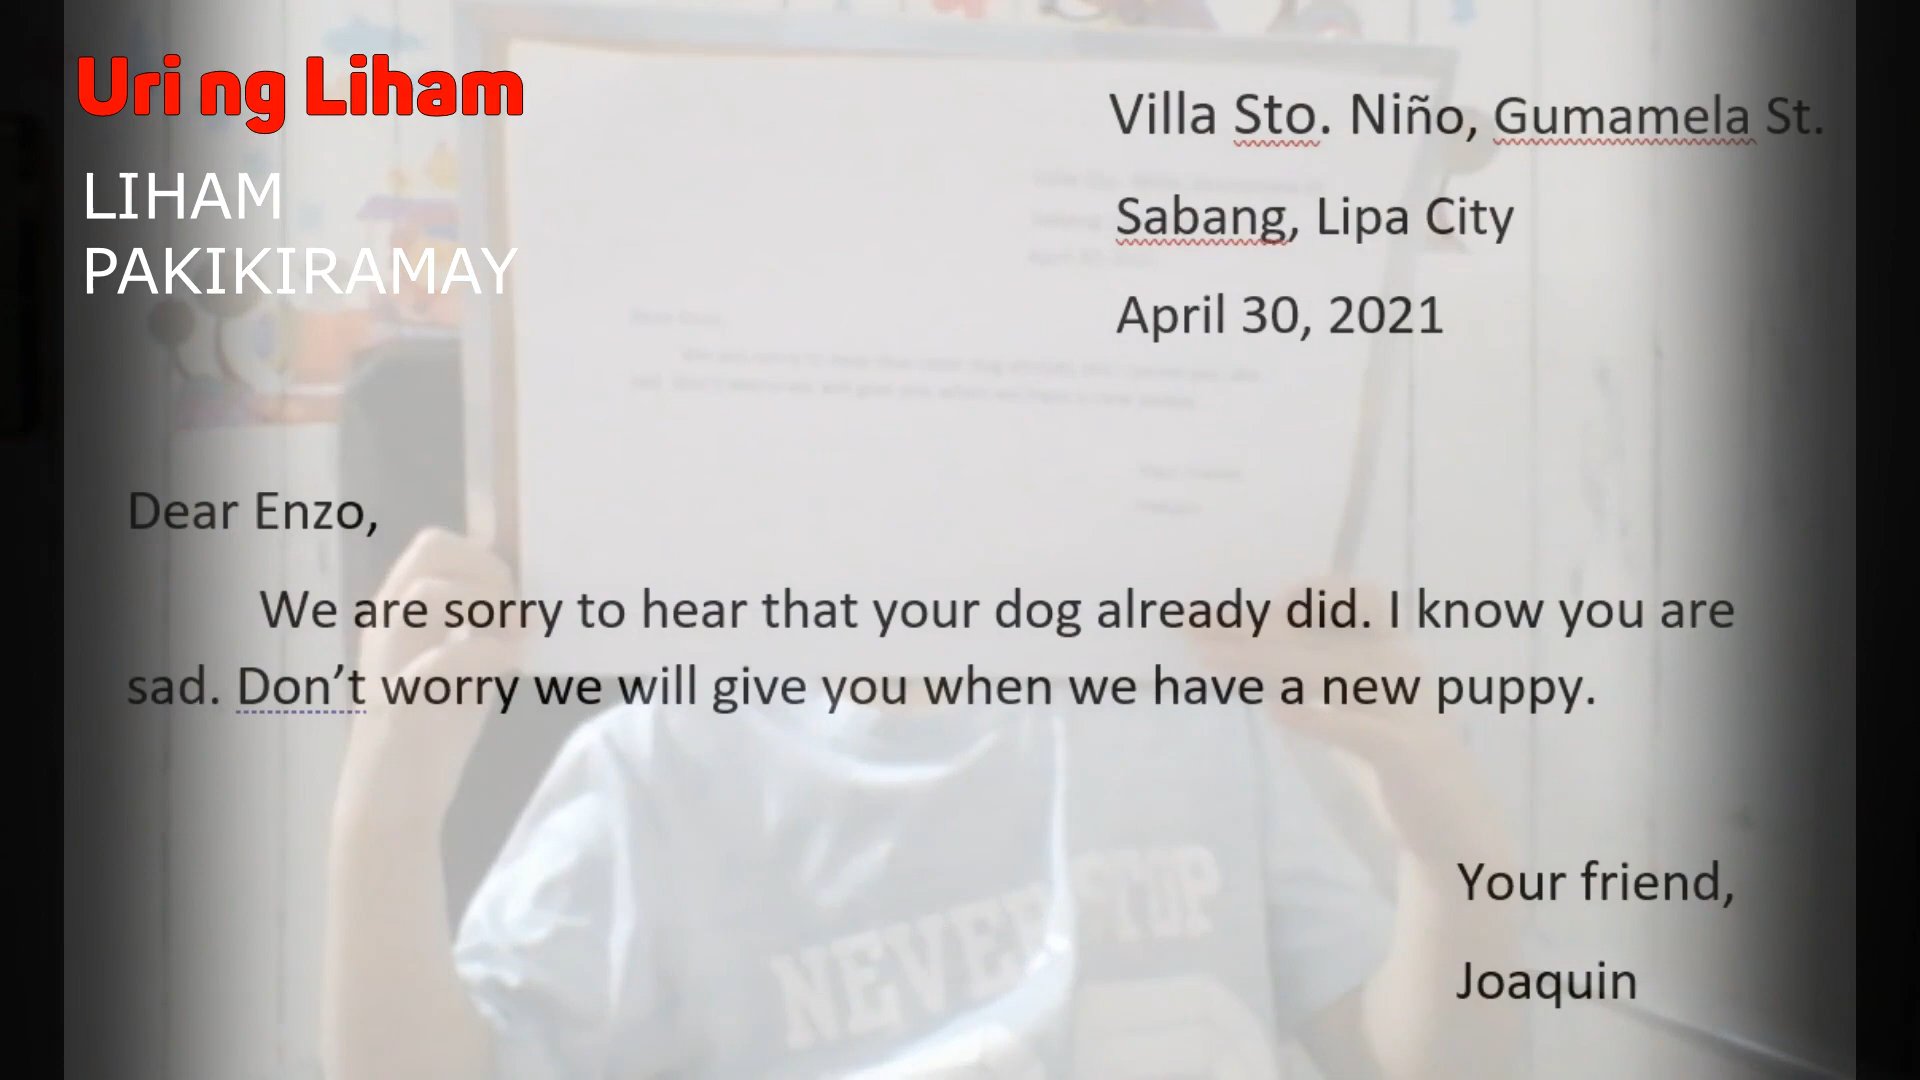 Uri ng Liham
LIHAM
PAKIKIRAMAY
Villa Sto. Niño, Gumamela St.
Sabang, Lipa City
April 30, 2021
Dear Enzo,
We are sorry to hear that your dog already did. I know you are
sad. Don’t worry we will give you when we have a new puppy.
Your friend,
Joaquin
NEVER STOP